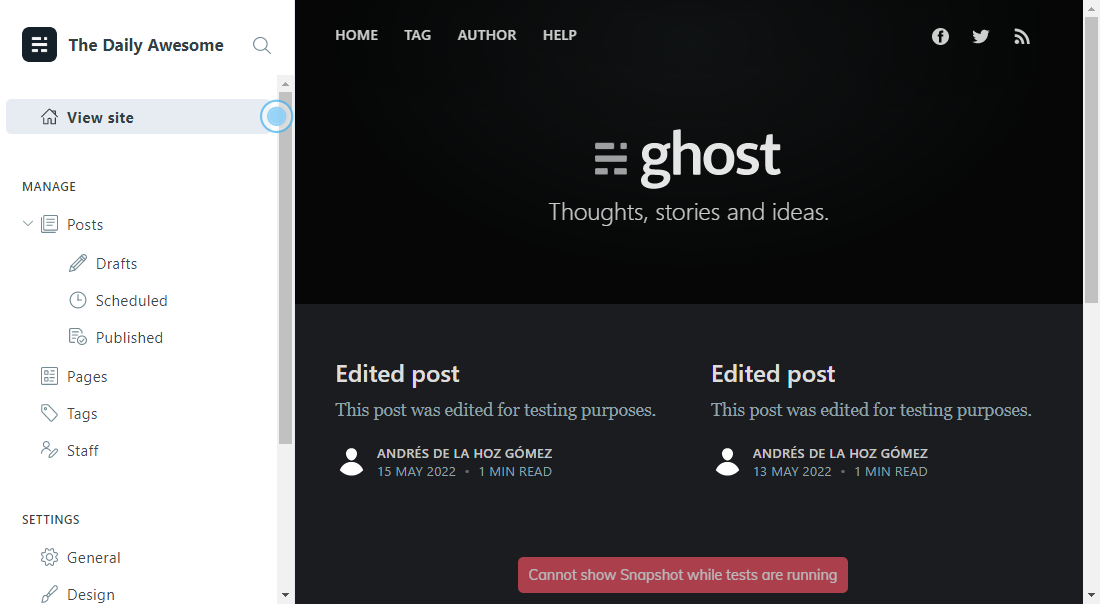 The Daily Awesome
View site
MANAGE
Posts
Drafts
Scheduled
Published
Pages
Tags
Staff
SETTINGS
General
Design
HOME TAG AUTHOR HELP
ghost
Thoughts, stories and ideas.
Edited post
This post was edited for testing purposes.
ANDRÉS DE LA HOZ GÓMEZ
15 MAY 2022 • 1 MIN READ
Edited post
This post was edited for testing purposes.
ANDRÉS DE LA HOZ GÓMEZ
13 MAY 2022 • 1 MIN READ
Cannot show Snapshot while tests are running